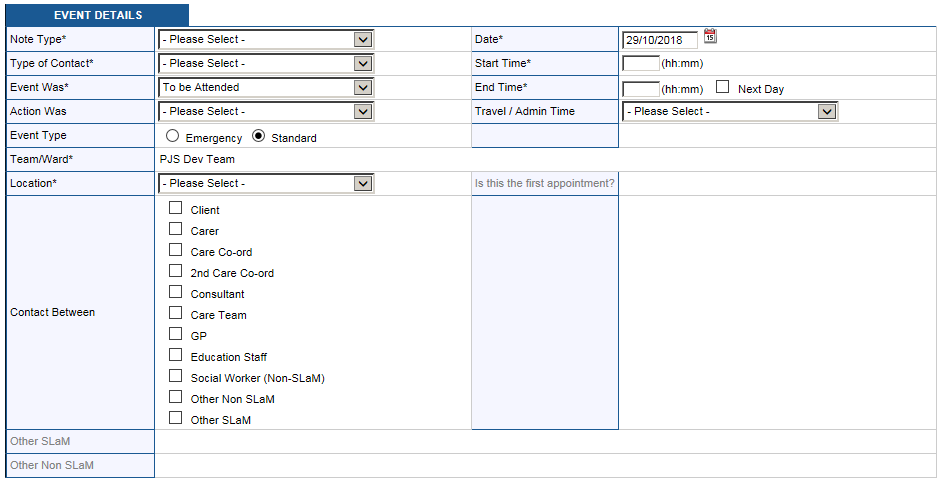 EVENT DETAILS
Note Type* - Please Select - Date* 29/10/2018 15
Type of Contact* - Please Select - Start Time* (hh:mm)
Event Was* To be Attended End Time* (hh:mm) Next Day
Action Was - Please Select - Travel / Admin Time - Please Select -
Event Type Emergency Standard
Team/Ward* PJS Dev Team
Location* - Please Select - Is this the first appointment?
Contact Between
Client
Carer
Care Co-ord
2nd Care Co-ord
Consultant
Care Team
GP
Education Staff
Social Worker (Non-SLaM)
Other Non SLaM
Other SLaM
Other SLaM
Other Non SLaM